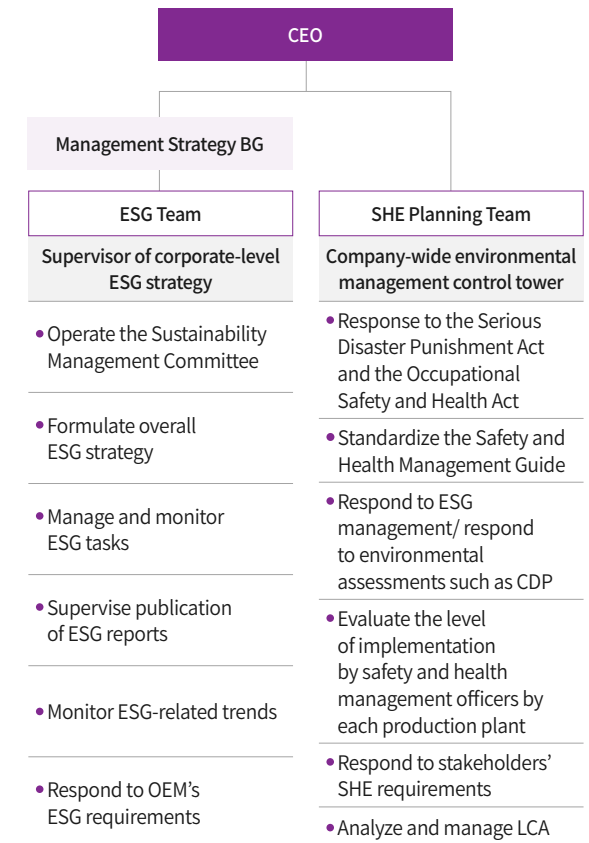 CEO
Management Strategy BG
ESG Team
Supervisor of corporate-level
ESG strategy
• Operate the Sustainability
Management Committee
• Formulate overall
ESG strategy
• Manage and monitor
ESG tasks
• Supervise publication
of ESG reports
• Monitor ESG-related trends
• Respond to OEM's
ESG requirements
SHE Planning Team
Company-wide environmental
management control tower
• Response to the Serious
Disaster Punishment Act
and the Occupational
Safety and Health Act
• Standardize the Safety and
Health Management Guide
• Respond to ESG
management/ respond
to environmental
assessments such as CDP
• Evaluate the level
of implementation
by safety and health
management officers by
each production plant
• Respond to stakeholders'
SHE requirements
• Analyze and manage LCA